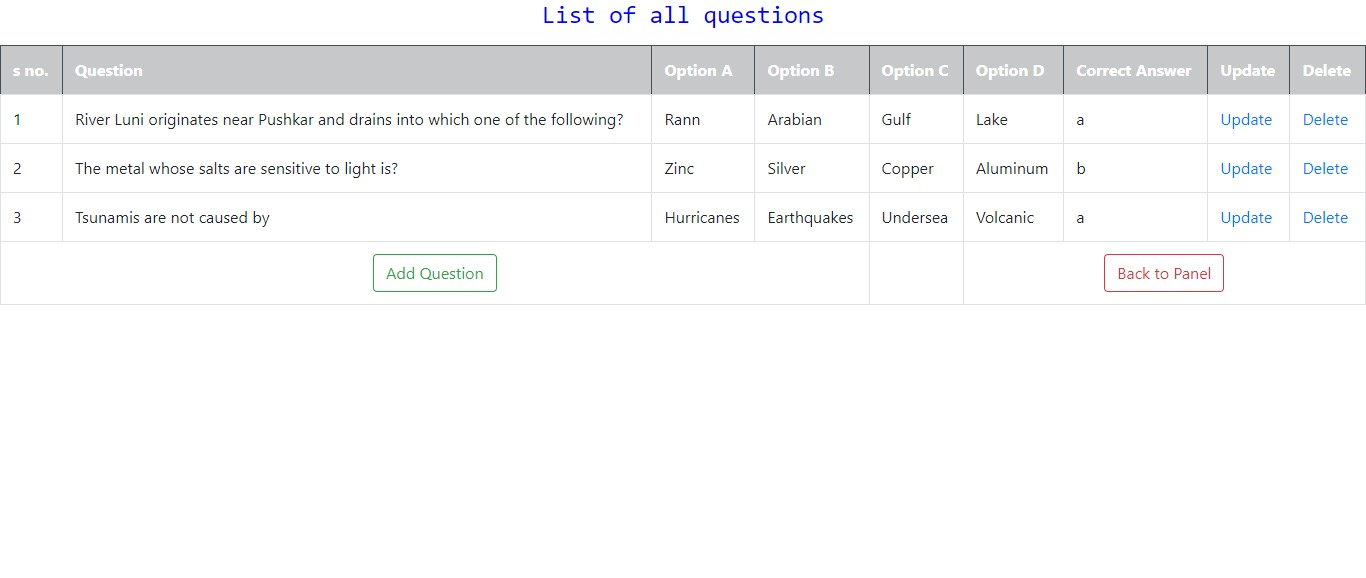 List of all questions
s no. Question Option A Option B Option C Option D Correct Answer Update Delete
1 River Luni originates near Pushkar and drains into which one of the following? Rann Arabian Gulf Lake a Update Delete
2 The metal whose salts are sensitive to light is? Zinc Silver Copper Aluminum b Update Delete
3 Tsunamis are not caused by Hurricanes Earthquakes Undersea Volcanic a Update Delete
Add Question Back to Panel